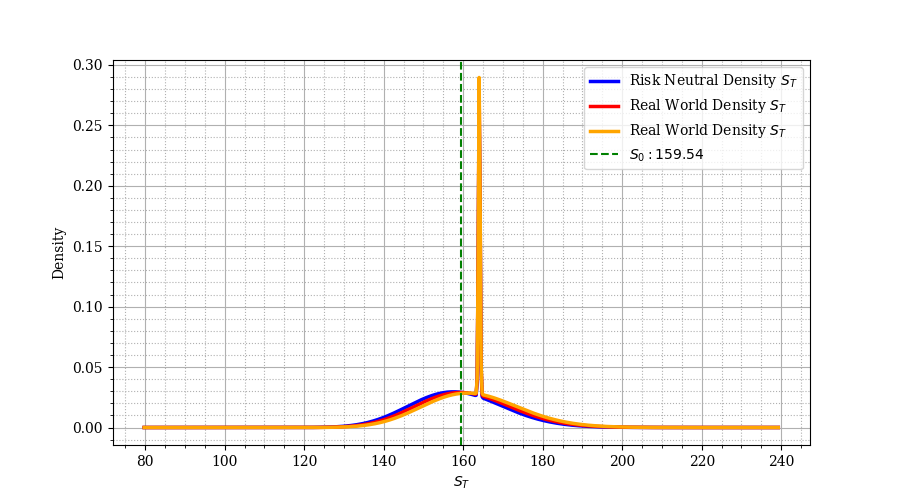 0.30
0.25
0.20
0.15
0.10
0.05
0.00
Density
80 100 120 140 160 180 200 220 240
S_T
Risk Neutral Density S_T
Real World Density S_T
Real World Density S_T
S_0 : 159.54